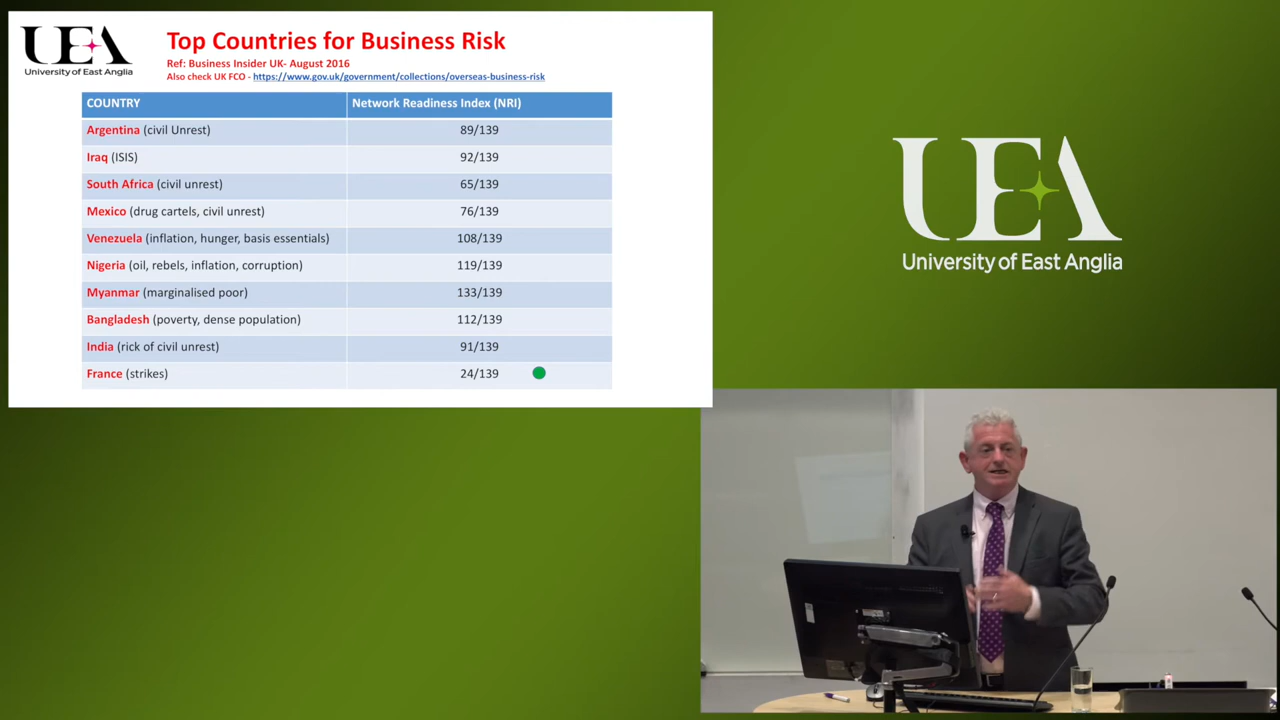 UEA
University of East Anglia
Top Countries for Business Risk
Ref: Business Insider UK- August 2016
Also check UK FCO - https://www.gov.uk/government/collections/overseas-business-risk
COUNTRY Network Readiness Index (NRI)
Argentina (civil Unrest) 89/139
Iraq (ISIS) 92/139
South Africa (civil unrest) 65/139
Mexico (drug cartels, civil unrest) 76/139
Venezuela (inflation, hunger, basis essentials) 108/139
Nigeria (oil, rebels, inflation, corruption) 119/139
Myanmar (marginalised poor) 133/139
Bangladesh (poverty, dense population) 112/139
India (rick of civil unrest) 91/139
France (strikes) 24/139
UEA
University of East Anglia